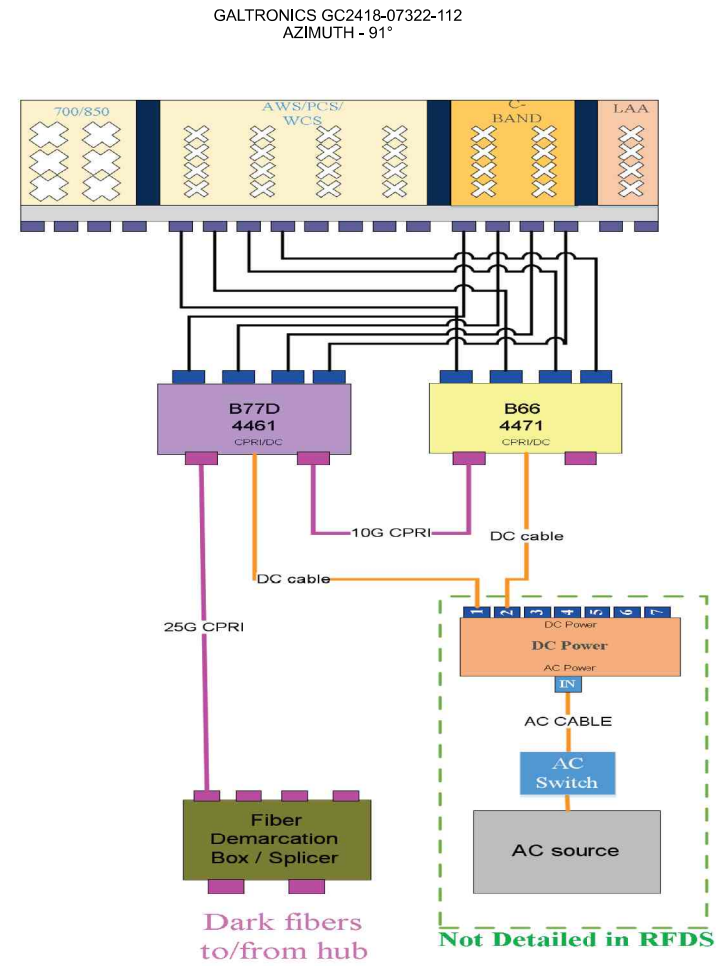 GALTRONICS GC2418-07322-112
AZIMUTH - 91°
700/850
AWS/PCS/
WCS
C-
BAND
LAA
B77D
4461
CPRI/DC
B66
4471
CPRI/DC
10G CPRI
DC cable
DC cable
25G CPRI
1 2 3 4 5 6 7
DC Power
DC Power
AC Power
IN
AC CABLE
AC
Switch
AC source
Fiber
Demarcation
Box / Splicer
Dark fibers
to/from hub
Not Detailed in RFDS